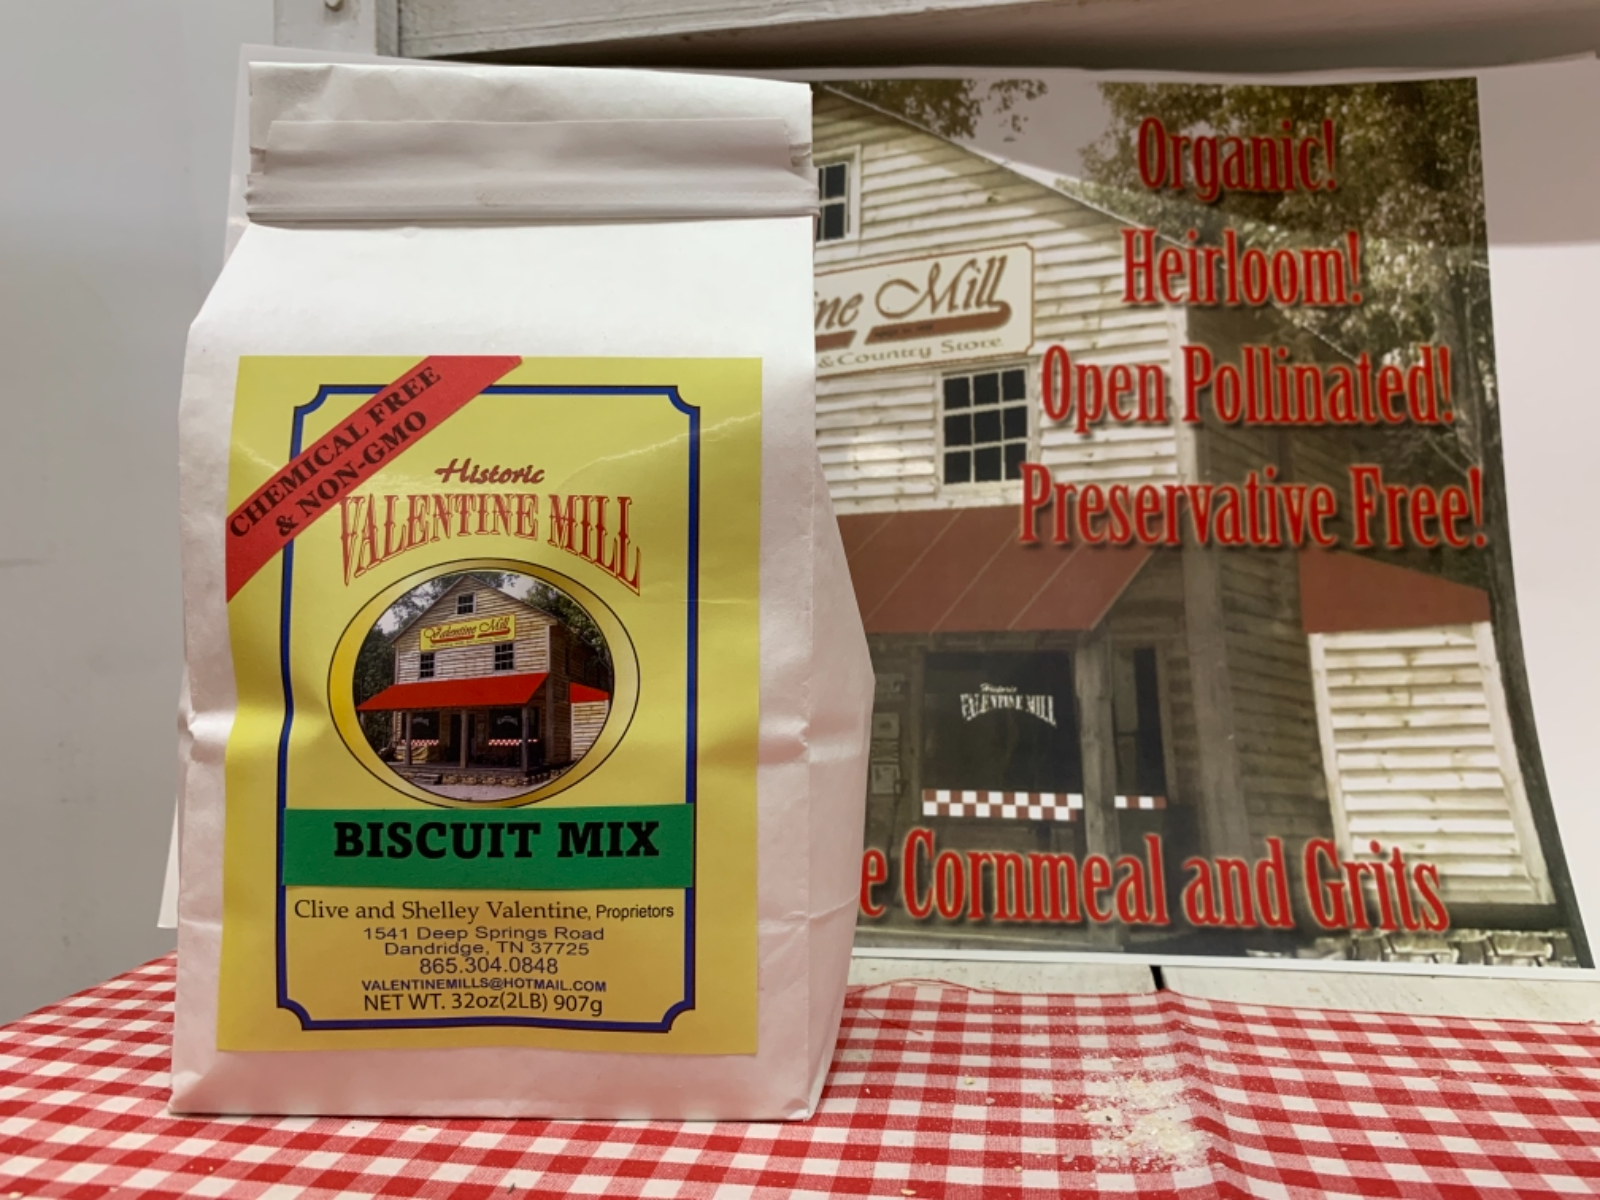 CHEMICAL FREE
& NON-GMO
Historic
VALENTINE MILL
Valentine Mill
BISCUIT MIX
Clive and Shelley Valentine, Proprietors
1541 Deep Springs Road
Dandridge, TN 37725
865.304.0848
VALENTINEMILLS@HOTMAIL.COM
NET WT. 32oz(2LB) 907g
Organic!
Heirloom!
ne Mill
& Country Store
Open Pollinated!
Preservative Free!
Historic
VALENTINE MILL
e Cornmeal and Grits